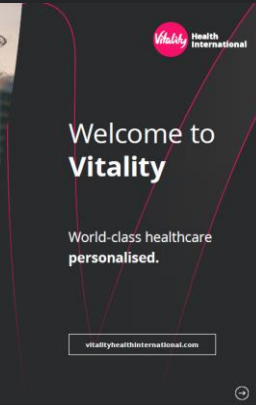 Vitality Health
International
Welcome to
Vitality
World-class healthcare
personalised.
vitalityhealthinternational.com